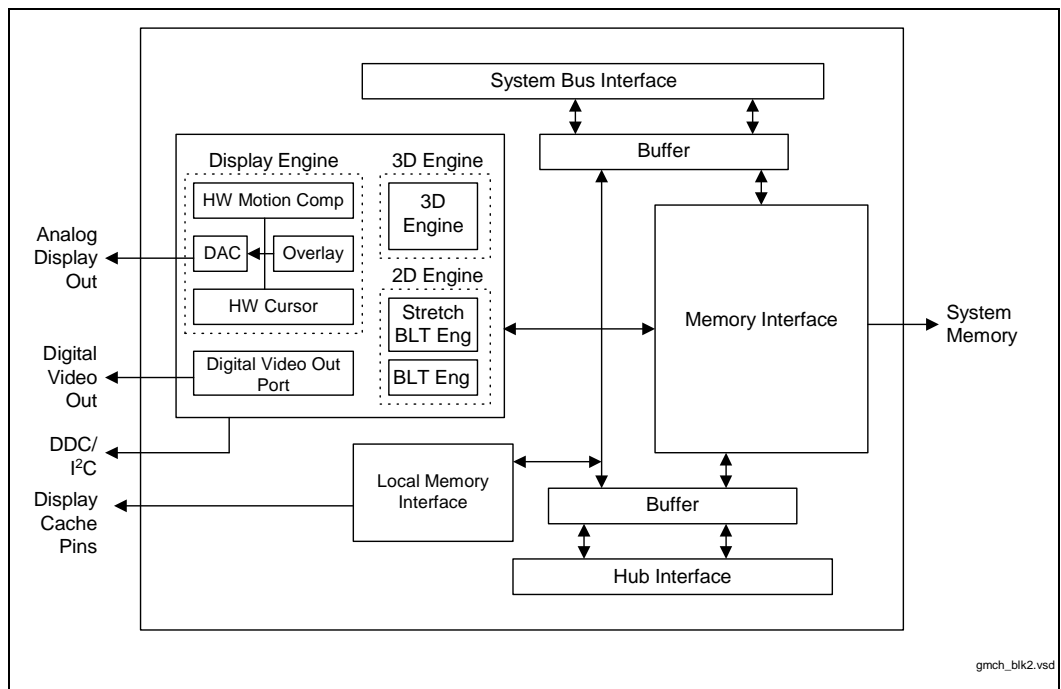 System Bus Interface
Buffer
Display Engine
3D Engine
HW Motion Comp
3D
Engine
Analog
Display
Out
DAC
Overlay
HW Cursor
2D Engine
Stretch
BLT Eng
BLT Eng
Memory Interface
System
Memory
Digital
Video
Out
Digital Video Out
Port
DDC/
I²C
Display
Cache
Pins
Local Memory
Interface
Buffer
Hub Interface
gmch_blk2.vsd